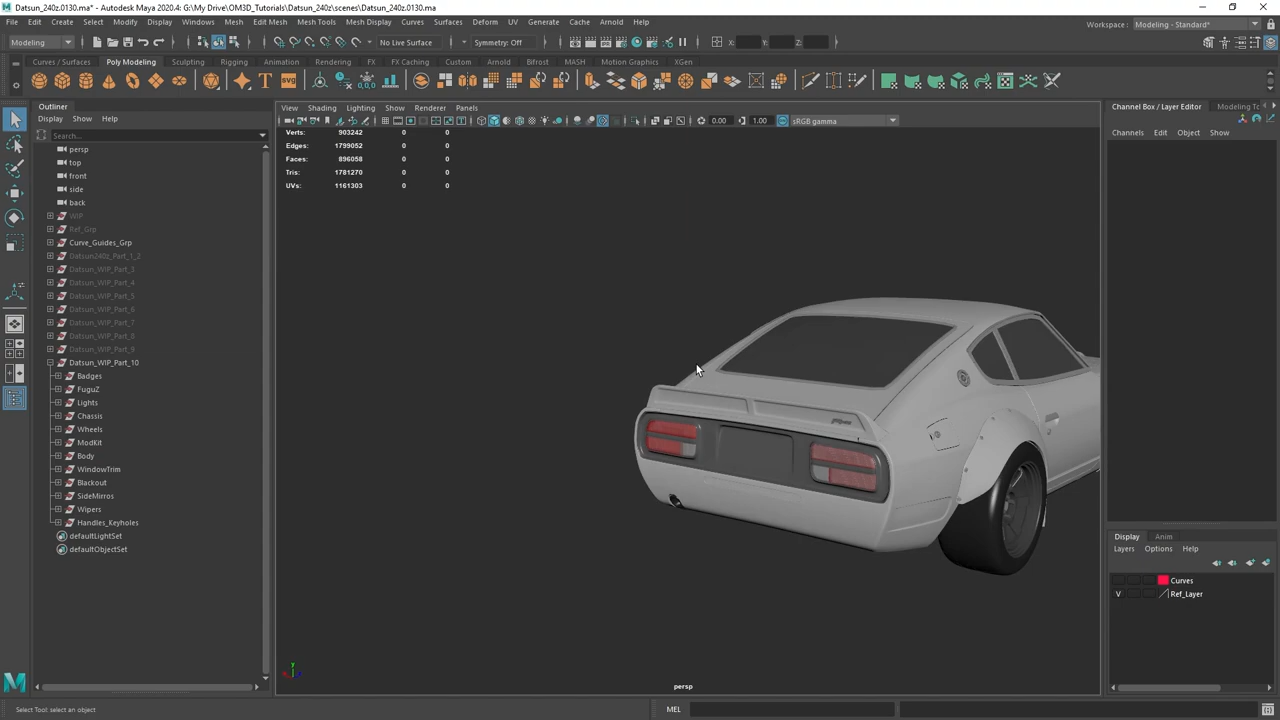 Datsun_240z.0130.ma* - Autodesk Maya 2020.4: G:\My Drive\OM3D_Tutorials\Datsun_240z\scenes\Datsun_240z.0130.ma
File Edit Create Select Modify Display Windows Mesh Edit Mesh Mesh Tools Mesh Display Curves Surfaces Deform UV Generate Cache Arnold Help
Workspace: Modeling - Standard*
Modeling No Live Surface Symmetry: Off X: Y: Z:
Curves / Surfaces Poly Modeling Sculpting Rigging Animation Rendering FX FX Caching Custom Arnold Bifrost MASH Motion Graphics XGen
Outliner
Display Show Help
Search...
persp
top
front
side
back
WIP
Ref_Grp
Curve_Guides_Grp
Datsun240z_Part_1_2
Datsun_WIP_Part_3
Datsun_WIP_Part_4
Datsun_WIP_Part_5
Datsun_WIP_Part_6
Datsun_WIP_Part_7
Datsun_WIP_Part_8
Datsun_WIP_Part_9
Datsun_WIP_Part_10
Badges
FuguZ
Lights
Chassis
Wheels
ModKit
Body
WindowTrim
Blackout
SideMirros
Wipers
Handles_Keyholes
defaultLightSet
defaultObjectSet
View Shading Lighting Show Renderer Panels
0.00 1.00 sRGB gamma
Verts: 903242 0 0
Edges: 1799052 0 0
Faces: 896058 0 0
Tris: 1781270 0 0
UVs: 1161303 0 0
persp
Channel Box / Layer Editor Modeling To
Channels Edit Object Show
Display Anim
Layers Options Help
Curves
V Ref_Layer
Select Tool: select an object
MEL